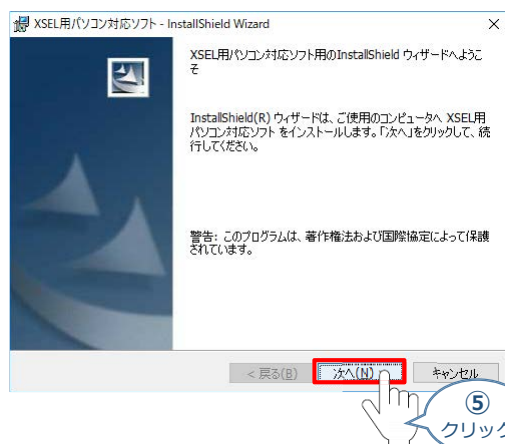 XSEL用パソコン対応ソフト - InstallShield Wizard
XSEL用パソコン対応ソフト用のInstallShield ウィザードへようこ
そ
InstallShield(R) ウィザードは、ご使用のコンピュータへ XSEL用
パソコン対応ソフト をインストールします。「次へ」をクリックして、続
行してください。
警告: このプログラムは、著作権法および国際協定によって保護
されています。
< 戻る(B)
次へ(N)
キャンセル
⑤
クリック